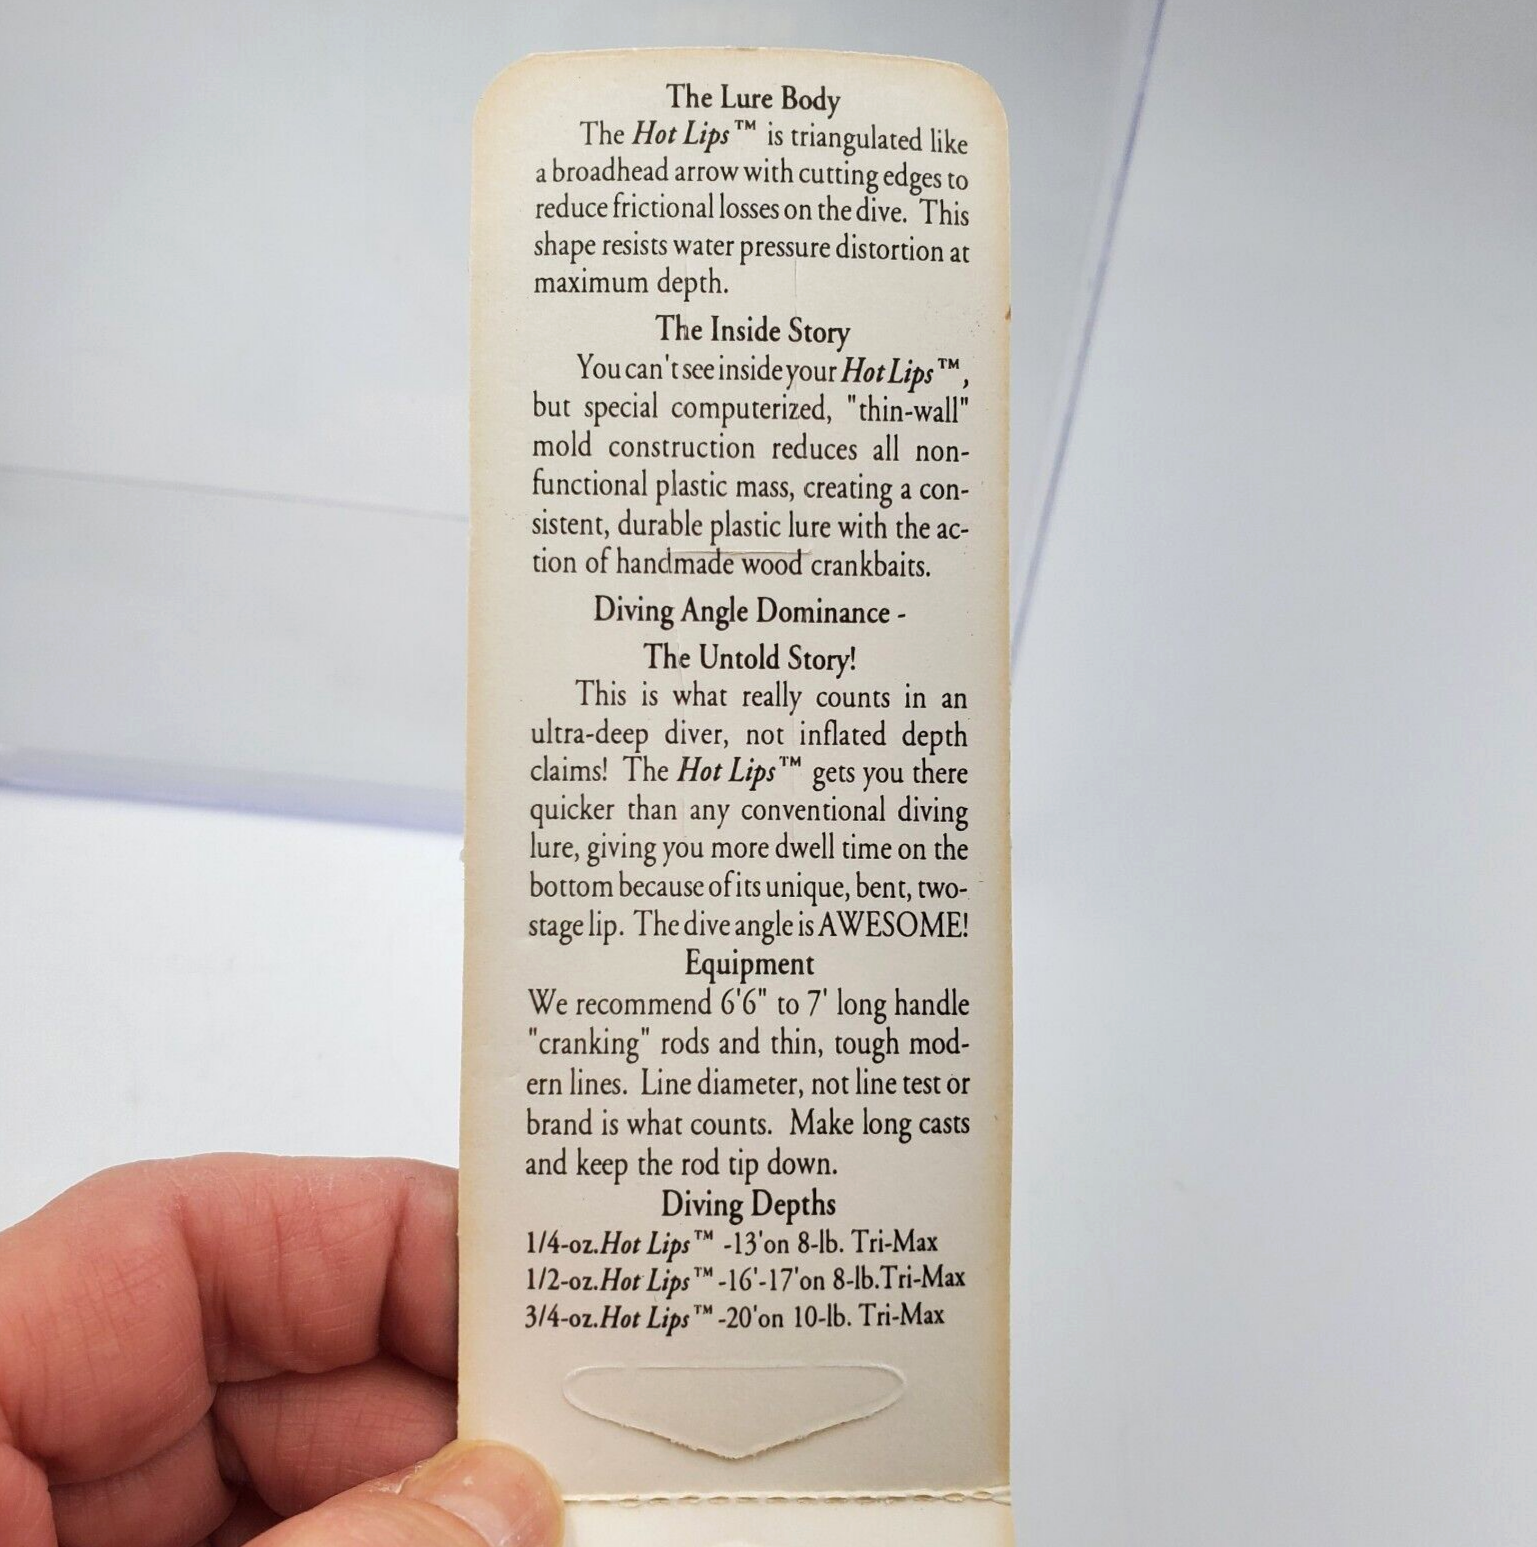 The Lure Body
The Hot Lips™ is triangulated like
a broadhead arrow with cutting edges to
reduce frictional losses on the dive. This
shape resists water pressure distortion at
maximum depth.
The Inside Story
You can't see inside your Hot Lips™,
but special computerized, "thin-wall"
mold construction reduces all non-
functional plastic mass, creating a con-
sistent, durable plastic lure with the ac-
tion of handmade wood crankbaits.
Diving Angle Dominance -
The Untold Story!
This is what really counts in an
ultra-deep diver, not inflated depth
claims! The Hot Lips™ gets you there
quicker than any conventional diving
lure, giving you more dwell time on the
bottom because of its unique, bent, two-
stage lip. The dive angle is AWESOME!
Equipment
We recommend 6'6" to 7' long handle
"cranking" rods and thin, tough mod-
ern lines. Line diameter, not line test or
brand is what counts. Make long casts
and keep the rod tip down.
Diving Depths
1/4-oz. Hot Lips™ -13' on 8-lb. Tri-Max
1/2-oz. Hot Lips™ -16'-17' on 8-lb. Tri-Max
3/4-oz. Hot Lips™ -20' on 10-lb. Tri-Max